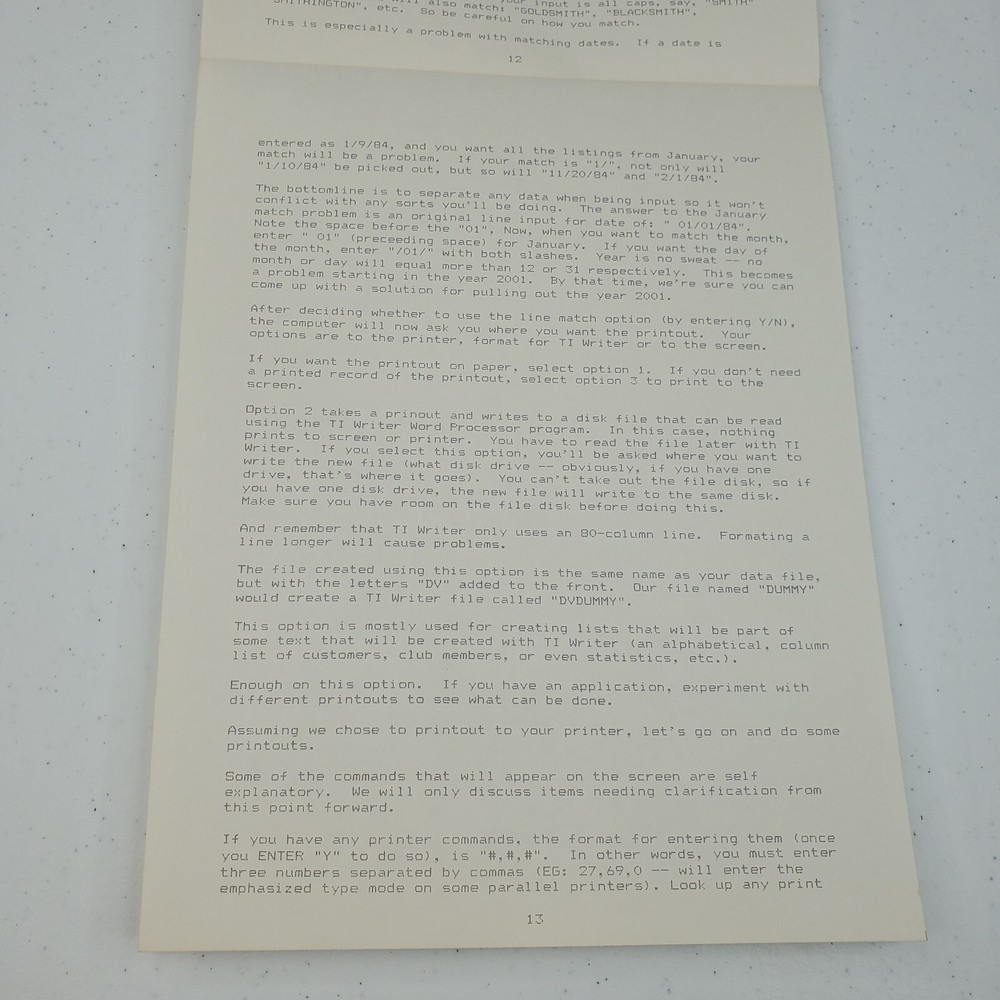 will also match: "GOLDSMITH", "BLACKSMITH",
"SMITHINGTON", etc.  So be careful on how you match.
This is especially a problem with matching dates.  If a date is
12
entered as 1/9/84, and you want all the listings from January, your
match will be a problem.  If your match is "1/", not only will
"1/10/84" be picked out, but so will "11/20/84" and "2/1/84".
The bottomline is to separate any data when being input so it won't
conflict with any sorts you'll be doing.  The answer to the January
match problem is an original line input for date of: " 01/01/84".
Note the space before the "01", Now, when you want to match the month,
enter " 01" (preceeding space) for January.  If you want the day of
the month, enter "/01/" with both slashes.  Year is no sweat -- no
month or day will equal more than 12 or 31 respectively.  This becomes
a problem starting in the year 2001.  By that time, we're sure you can
come up with a solution for pulling out the year 2001.
After deciding whether to use the line match option (by entering Y/N),
the computer will now ask you where you want the printout.  Your
options are to the printer, format for TI Writer or to the screen.
If you want the printout on paper, select option 1.  If you don't need
a printed record of the printout, select option 3 to print to the
screen.
Option 2 takes a prinout and writes to a disk file that can be read
using the TI Writer Word Processor program.  In this case, nothing
prints to screen or printer.  You have to read the file later with TI
Writer.  If you select this option, you'll be asked where you want to
write the new file (what disk drive -- obviously, if you have one
drive, that's where it goes).  You can't take out the file disk, so if
you have one disk drive, the new file will write to the same disk.
Make sure you have room on the file disk before doing this.
And remember that TI Writer only uses an 80-column line.  Formating a
line longer will cause problems.
The file created using this option is the same name as your data file,
but with the letters "DV" added to the front.  Our file named "DUMMY"
would create a TI Writer file called "DVDUMMY".
This option is mostly used for creating lists that will be part of
some text that will be created with TI Writer (an alphabetical, column
list of customers, club members, or even statistics, etc.).
Enough on this option.  If you have an application, experiment with
different printouts to see what can be done.
Assuming we chose to printout to your printer, let's go on and do some
printouts.
Some of the commands that will appear on the screen are self
explanatory.  We will only discuss items needing clarification from
this point forward.
If you have any printer commands, the format for entering them (once
you ENTER "Y" to do so), is "#,#,#".  In other words, you must enter
three numbers separated by commas (EG: 27,69,0 -- will enter the
emphasized type mode on some parallel printers). Look up any print
13